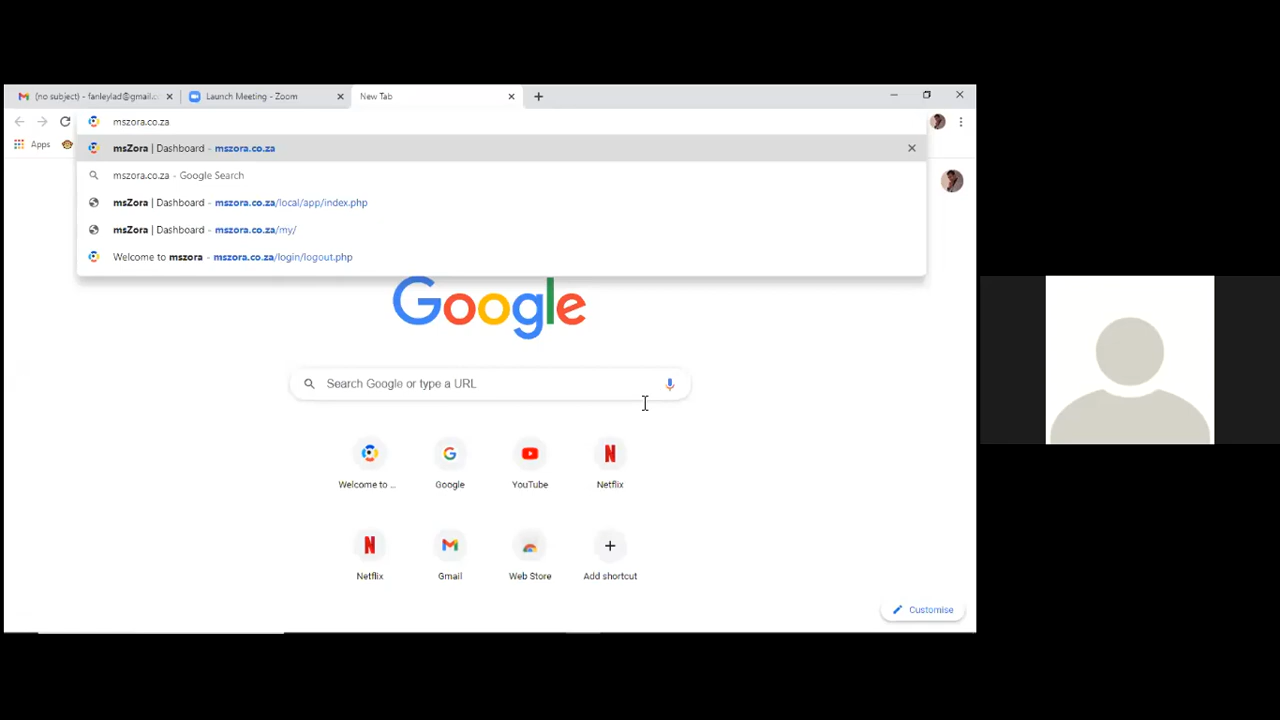 (no subject) - fanleylad@gmail.c
Launch Meeting - Zoom
New Tab
mszora.co.za
Apps
msZora | Dashboard - mszora.co.za
mszora.co.za - Google Search
msZora | Dashboard - mszora.co.za/local/app/index.php
msZora | Dashboard - mszora.co.za/my/
Welcome to mszora - mszora.co.za/login/logout.php
Google
Search Google or type a URL
Welcome to ...
Google
YouTube
Netflix
Netflix
Gmail
Web Store
Add shortcut
Customise